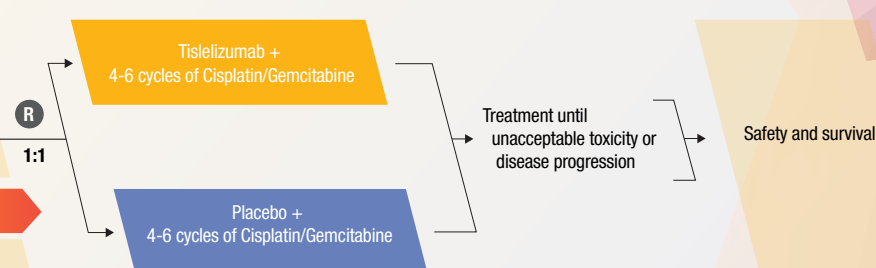 R
1:1
Tislelizumab +
4-6 cycles of Cisplatin/Gemcitabine
Placebo +
4-6 cycles of Cisplatin/Gemcitabine
Treatment until
unacceptable toxicity or
disease progression
Safety and survival